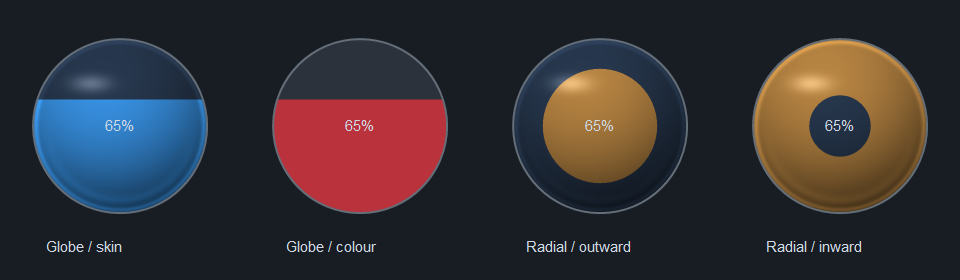 65%
65%
65%
65%
Globe / skin
Globe / colour
Radial / outward
Radial / inward